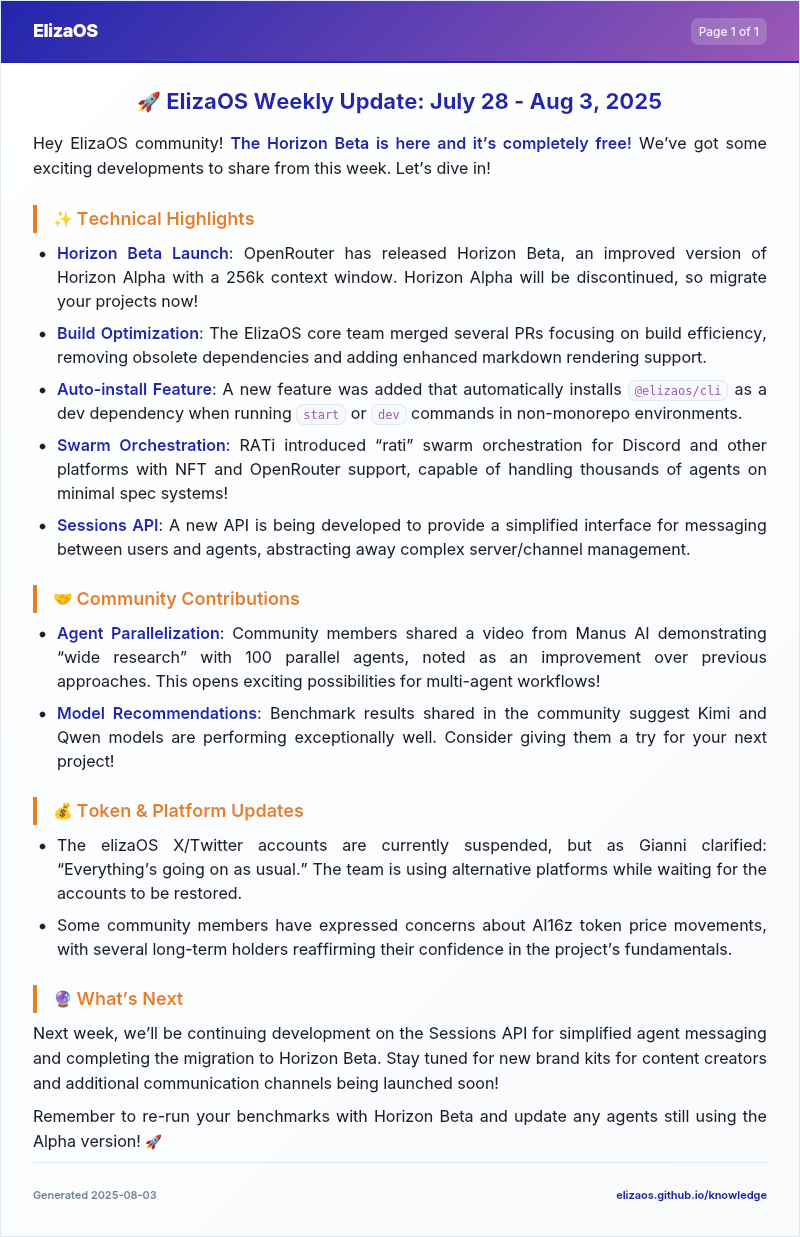 ElizaOS
Page 1 of 1
🚀 ElizaOS Weekly Update: July 28 - Aug 3, 2025
Hey ElizaOS community! The Horizon Beta is here and it’s completely free! We’ve got some
exciting developments to share from this week. Let’s dive in!
✨ Technical Highlights
• Horizon Beta Launch: OpenRouter has released Horizon Beta, an improved version of
Horizon Alpha with a 256k context window. Horizon Alpha will be discontinued, so migrate
your projects now!
• Build Optimization: The ElizaOS core team merged several PRs focusing on build efficiency,
removing obsolete dependencies and adding enhanced markdown rendering support.
• Auto-install Feature: A new feature was added that automatically installs @elizaos/cli as a
dev dependency when running start or dev commands in non-monorepo environments.
• Swarm Orchestration: RATi introduced “rati” swarm orchestration for Discord and other
platforms with NFT and OpenRouter support, capable of handling thousands of agents on
minimal spec systems!
• Sessions API: A new API is being developed to provide a simplified interface for messaging
between users and agents, abstracting away complex server/channel management.
🤝 Community Contributions
• Agent Parallelization: Community members shared a video from Manus AI demonstrating
“wide research” with 100 parallel agents, noted as an improvement over previous
approaches. This opens exciting possibilities for multi-agent workflows!
• Model Recommendations: Benchmark results shared in the community suggest Kimi and
Qwen models are performing exceptionally well. Consider giving them a try for your next
project!
💰 Token & Platform Updates
• The elizaOS X/Twitter accounts are currently suspended, but as Gianni clarified:
“Everything’s going on as usual.” The team is using alternative platforms while waiting for the
accounts to be restored.
• Some community members have expressed concerns about AI16z token price movements,
with several long-term holders reaffirming their confidence in the project’s fundamentals.
🔮 What’s Next
Next week, we’ll be continuing development on the Sessions API for simplified agent messaging
and completing the migration to Horizon Beta. Stay tuned for new brand kits for content creators
and additional communication channels being launched soon!
Remember to re-run your benchmarks with Horizon Beta and update any agents still using the
Alpha version! 🚀
Generated 2025-08-03
elizaos.github.io/knowledge